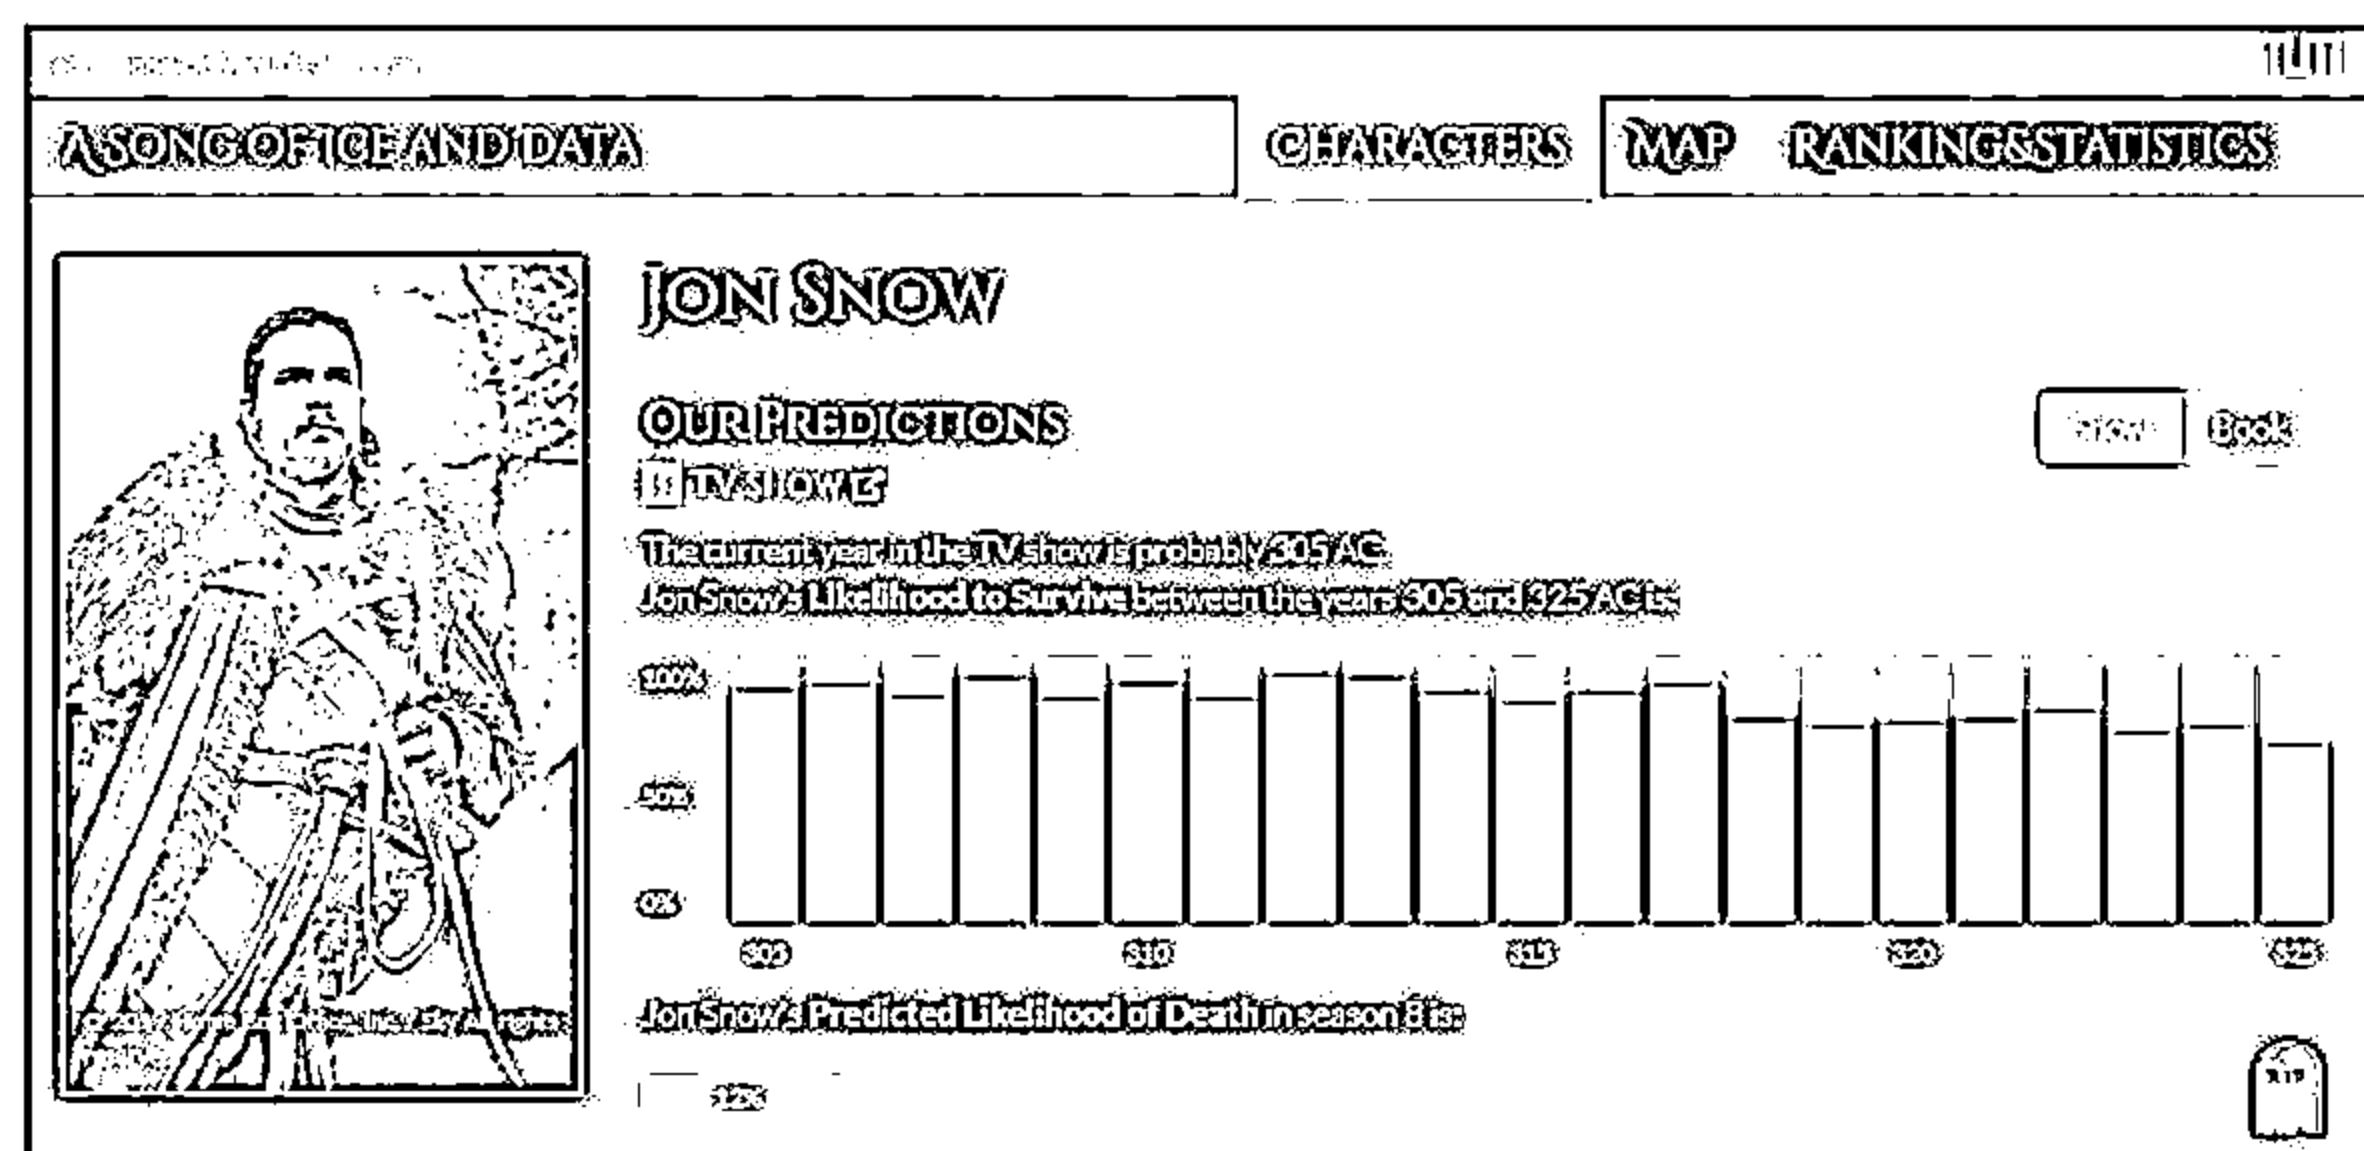 TUM
A SONG OF ICE AND DATA CHARACTERS MAP RANKING&STATISTICS
JON SNOW
OUR PREDICTIONS
Book
TV SHOW
The current year in the TV show is probably 305 AC.
Jon Snow's Likelihood to Survive between the years 305 and 325 AC is:
100%
50%
0%
305 310 315 320 325
Jon Snow's Predicted Likelihood of Death in season 8 is:
12%
RIP